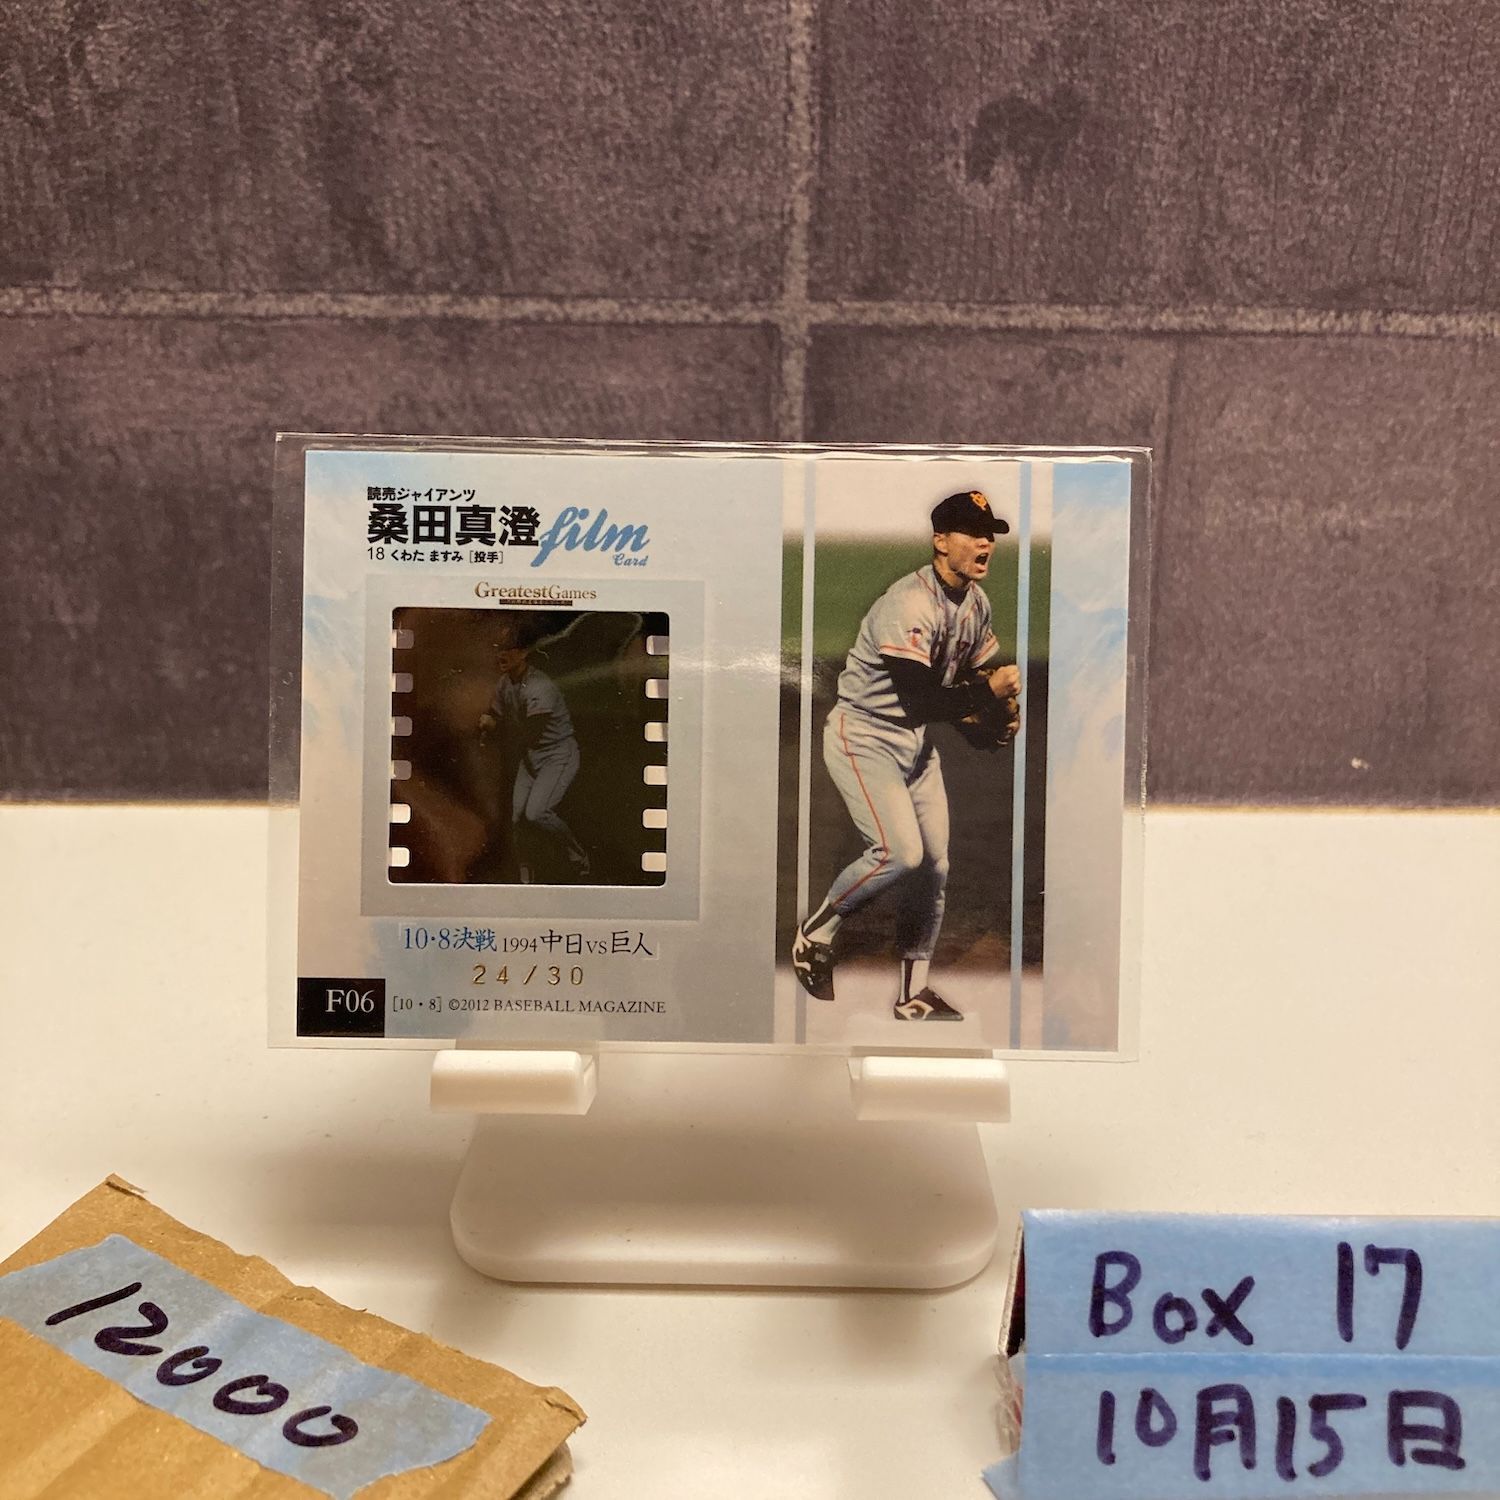 読売ジャイアンツ
桑田真澄 film
Card
18 くわた ますみ [投手]
GreatestGames
10・8決戦 1994 中日vs巨人
24/30
F06 [10・8] ©2012 BASEBALL MAGAZINE
12000
Box 17
10月15日